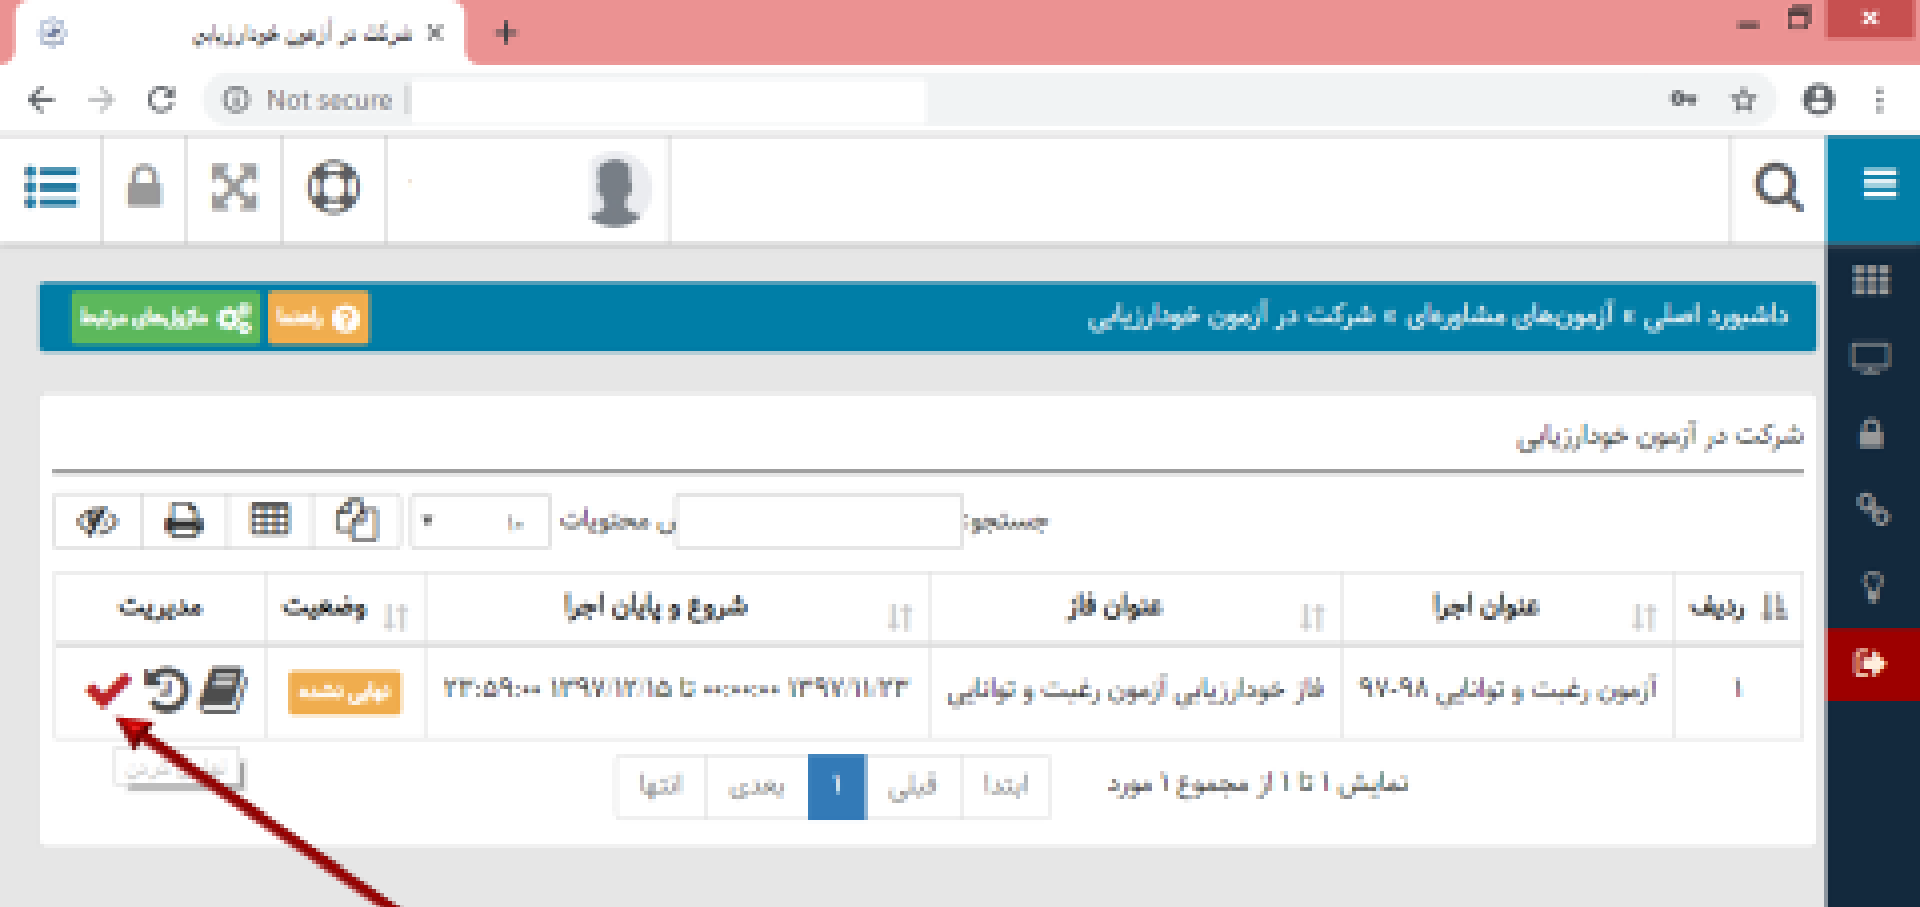 شرکت در آزمون خودارزیابی
Not secure
داشبورد اصلی » آزمون‌های مشاوره‌ای » شرکت در آزمون خودارزیابی
راهنما
ماژول‌های مرتبط
شرکت در آزمون خودارزیابی
جستجو:
ی محتویات
۱۰
ردیف عنوان اجرا عنوان فاز شروع و پایان اجرا وضعیت مدیریت
۱ آزمون رغبت و توانایی ۹۸-۹۷ فاز خودارزیابی آزمون رغبت و توانایی ۱۳۹۷/۱۱/۲۳ ۰۰:۰۰:۰۰ تا ۱۳۹۷/۱۲/۱۵ ۲۳:۵۹:۰۰ نهایی نشده
نمایش ۱ تا ۱ از مجموع ۱ مورد
ابتدا قبلی ۱ بعدی انتها